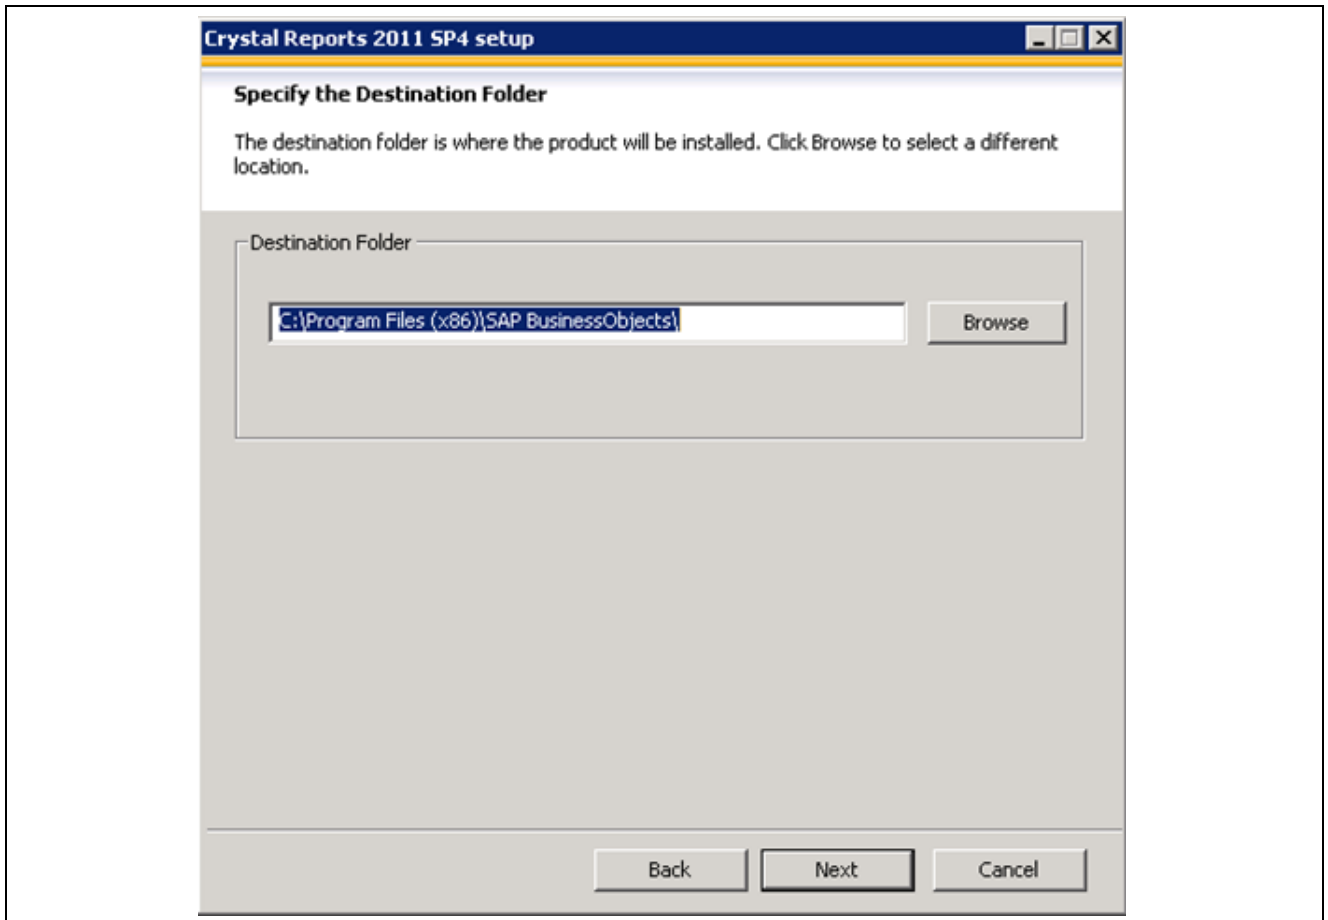 Crystal Reports 2011 SP4 setup
Specify the Destination Folder
The destination folder is where the product will be installed. Click Browse to select a different
location.
Destination Folder
C:\Program Files (x86)\SAP BusinessObjects\
Browse
Back
Next
Cancel